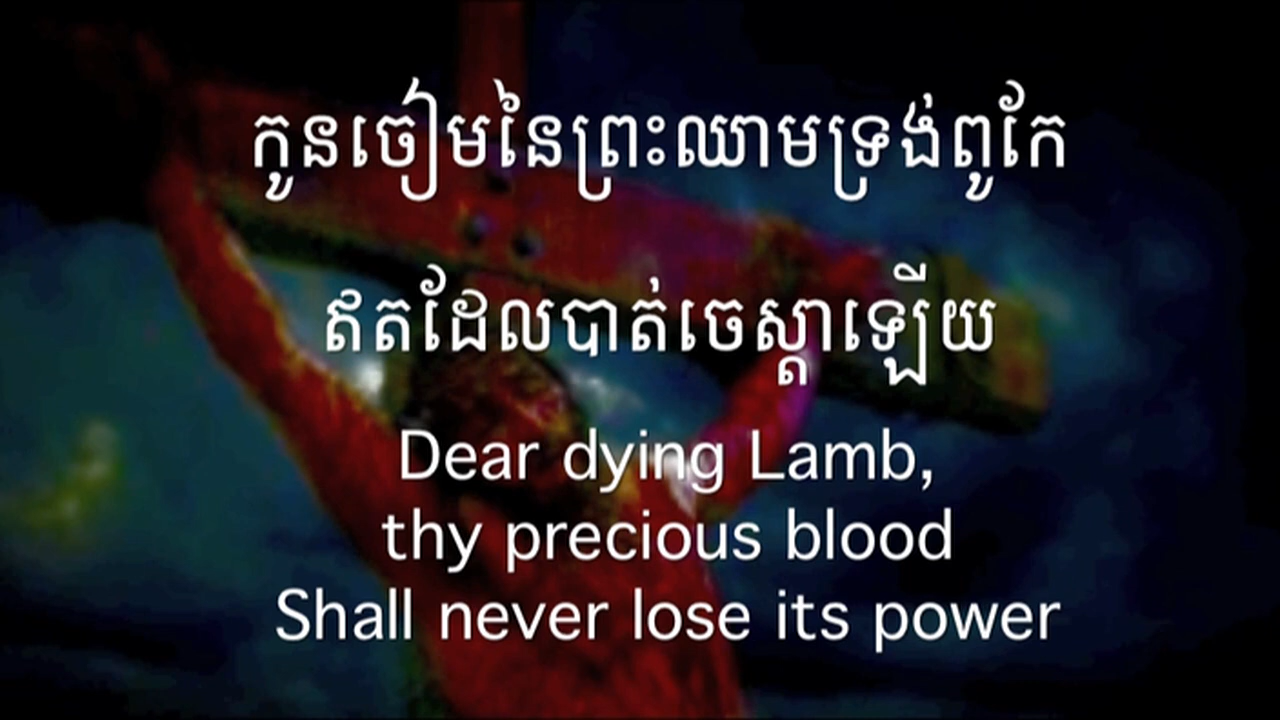 កូនចៀមនៃព្រះឈាមទ្រង់ពូកែ
ឥតដែលបាត់ចេស្តាឡើយ
Dear dying Lamb,
thy precious blood
Shall never lose its power